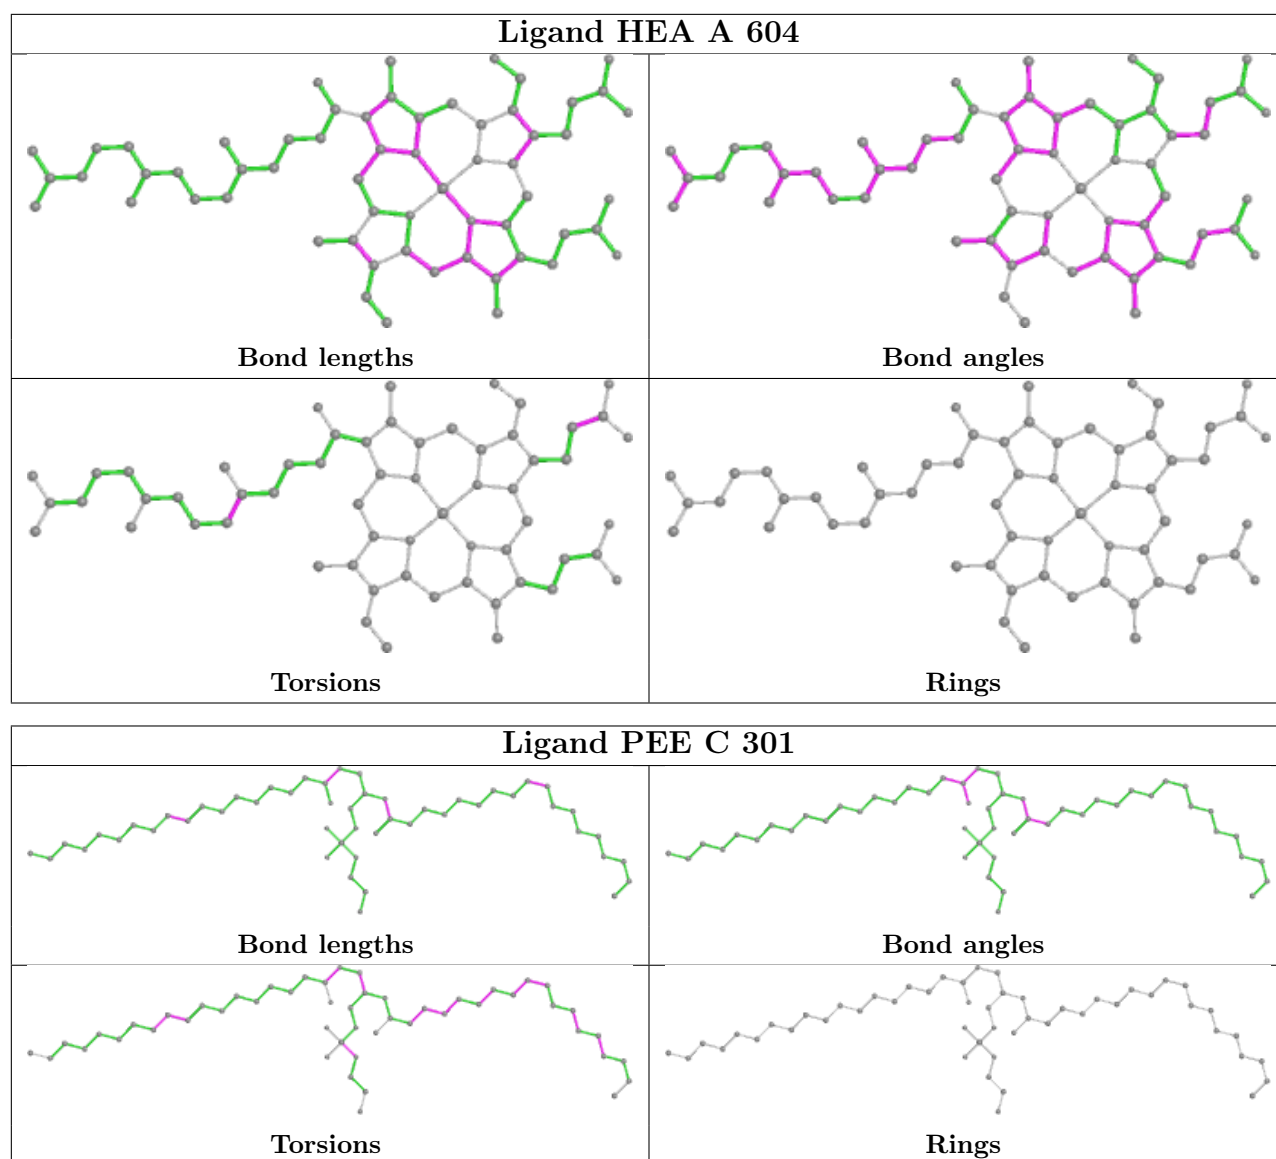 Ligand HEA A 604
Bond lengths
Bond angles
Torsions
Rings
Ligand PEE C 301
Bond lengths
Bond angles
Torsions
Rings